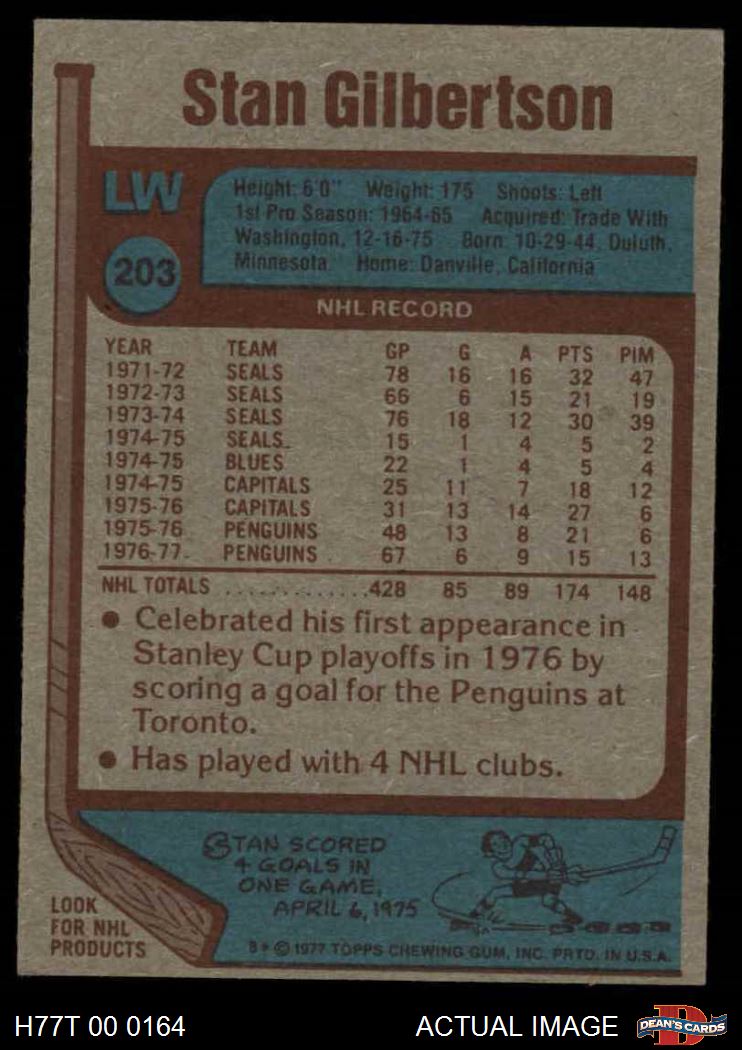 Stan Gilbertson
LW
203
Height: 6'0" Weight: 175 Shoots: Left
1st Pro Season: 1964-65 Acquired: Trade With
Washington, 12-16-75 Born: 10-29-44, Duluth,
Minnesota Home: Danville, California
NHL RECORD
YEAR TEAM GP G A PTS PIM
1971-72 SEALS 78 16 16 32 47
1972-73 SEALS 66 6 15 21 19
1973-74 SEALS 76 18 12 30 39
1974-75 SEALS 15 1 4 5 2
1974-75 BLUES 22 1 4 5 4
1974-75 CAPITALS 25 11 7 18 12
1975-76 CAPITALS 31 13 14 27 6
1975-76 PENGUINS 48 13 8 21 6
1976-77 PENGUINS 67 6 9 15 13
NHL TOTALS .............. 428 85 89 174 148
● Celebrated his first appearance in
Stanley Cup playoffs in 1976 by
scoring a goal for the Penguins at
Toronto.
● Has played with 4 NHL clubs.
STAN SCORED
4 GOALS IN
ONE GAME,
APRIL 6, 1975
LOOK
FOR NHL
PRODUCTS
B* © 1977 TOPPS CHEWING GUM, INC. PRTD. IN U.S.A.
H77T 00 0164 ACTUAL IMAGE
D
DEAN'S CARDS